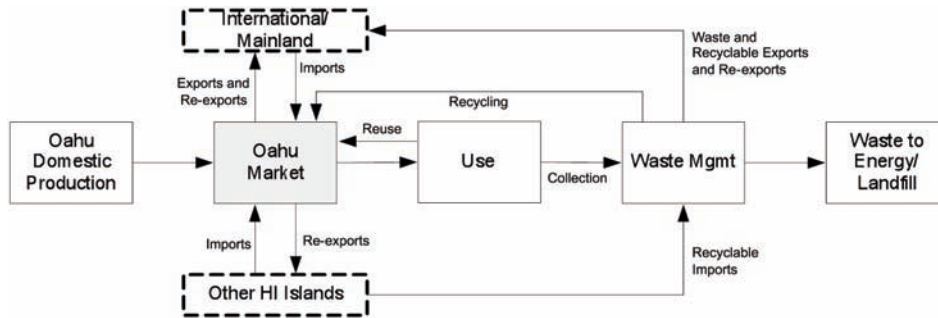 International/
Mainland
Waste and
Recyclable Exports
and Re-exports
Exports and
Re-exports
Imports
Recycling
Oahu
Domestic
Production
Oahu
Market
Reuse
Use
Collection
Waste Mgmt
Waste to
Energy/
Landfill
Imports
Re-exports
Recyclable
Imports
Other HI Islands